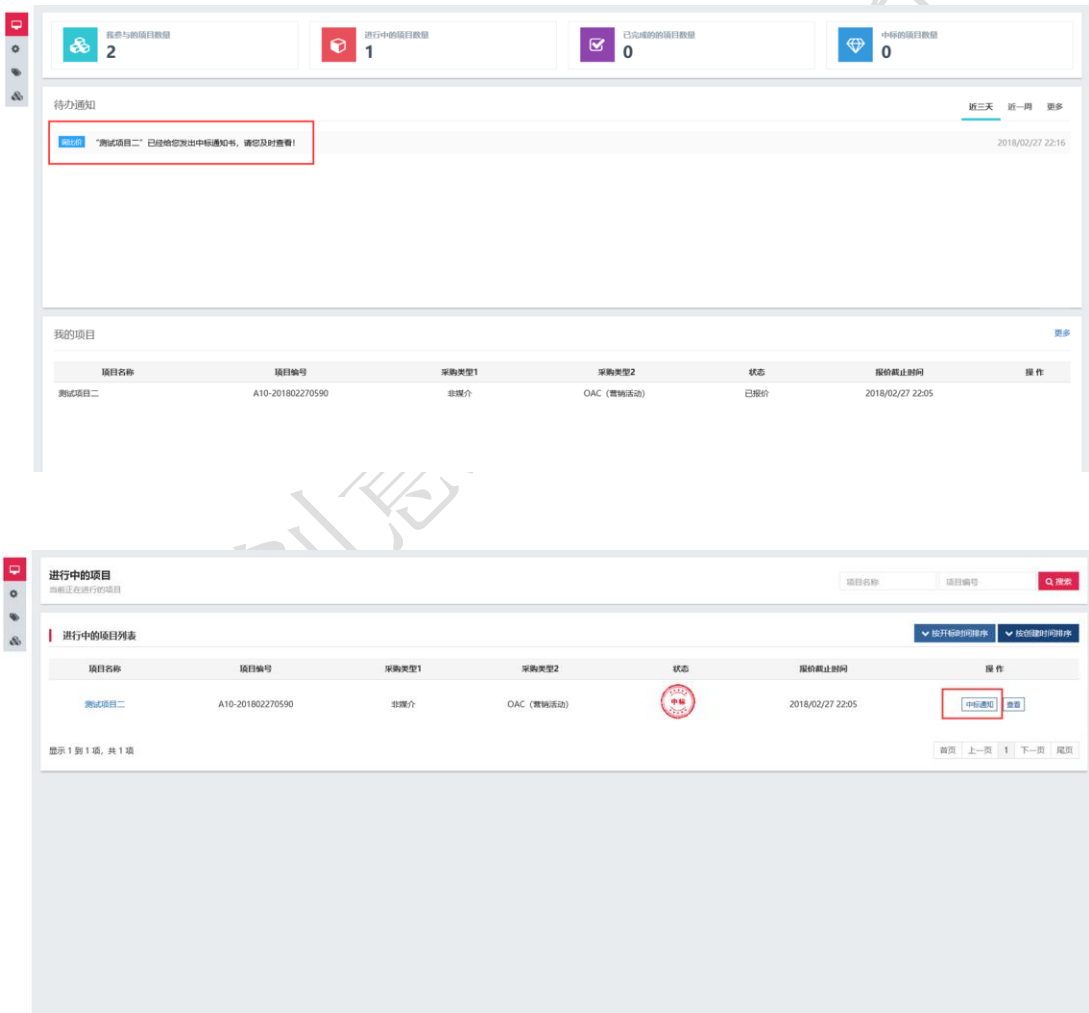 我参与的项目数量
2
进行中的项目数量
1
已完成的的项目数量
0
中标的项目数量
0
待办通知
近三天 近一周 更多
询比价 “测试项目二”已经给您发出中标通知书，请您及时查看！ 2018/02/27 22:16
我的项目 更多
项目名称 项目编号 采购类型1 采购类型2 状态 报价截止时间 操 作
测试项目二 A10-201802270590 非媒介 OAC（营销活动） 已报价 2018/02/27 22:05
进行中的项目
当前正在进行的项目
项目名称 项目编号 搜索
进行中的项目列表 按开标时间排序 按创建时间排序
项目名称 项目编号 采购类型1 采购类型2 状态 报价截止时间 操 作
测试项目二 A10-201802270590 非媒介 OAC（营销活动） 中标 2018/02/27 22:05 中标通知 查看
显示 1 到 1 项，共 1 项 首页 上一页 1 下一页 尾页